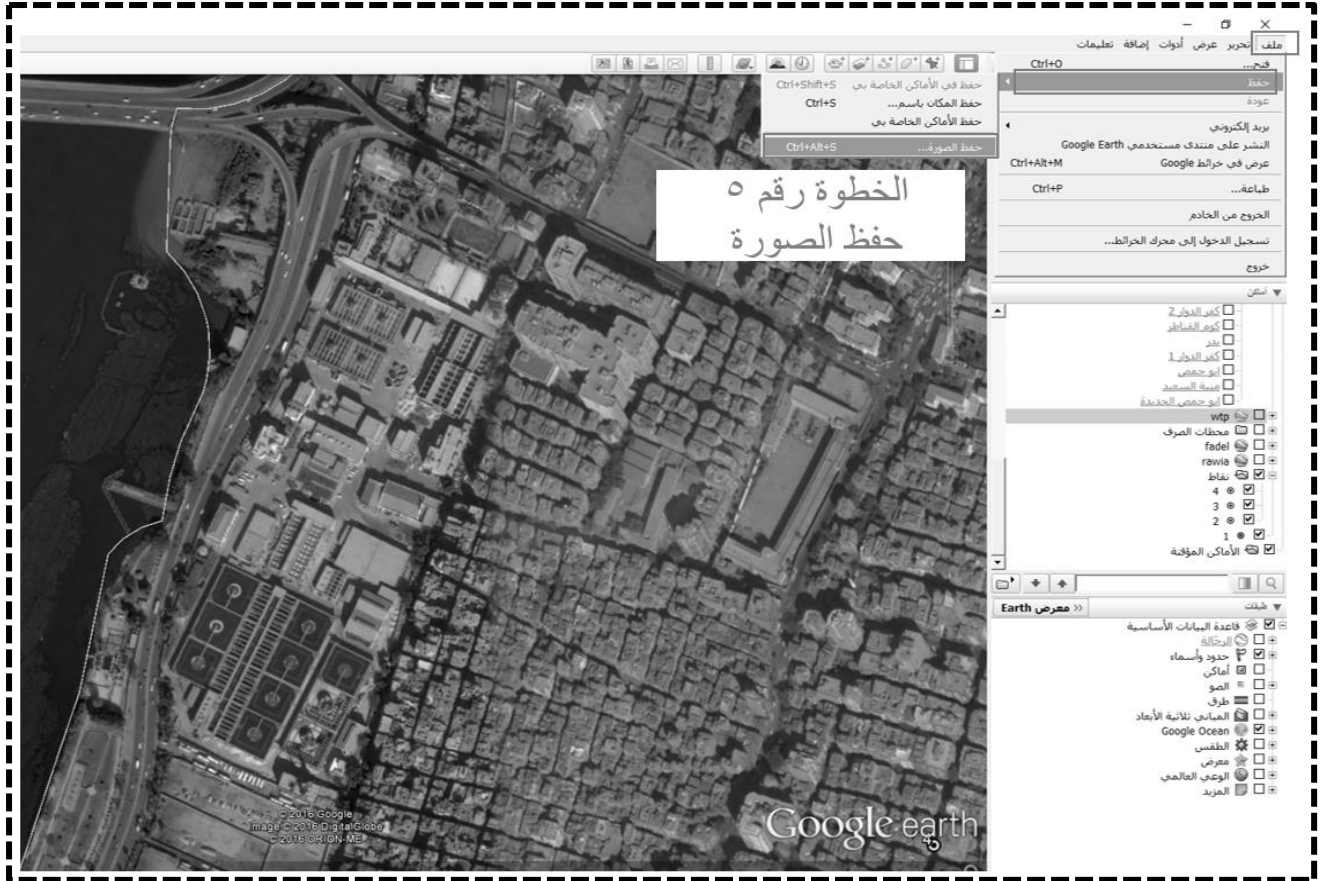 ملف تحرير عرض أدوات إضافة تعليمات
فتح... Ctrl+O
حفظ
عودة
بريد إلكتروني
النشر على منتدى مستخدمي Google Earth
عرض في خرائط Google Ctrl+Alt+M
طباعة... Ctrl+P
الخروج من الخادم
تسجيل الدخول إلى محرك الخرائط...
خروج
حفظ في الأماكن الخاصة بي Ctrl+Shift+S
حفظ المكان باسم... Ctrl+S
حفظ الأماكن الخاصة بي
حفظ الصورة... Ctrl+Alt+S
الخطوة رقم ٥
حفظ الصورة
أماكن
كفر الدوار 2
كوم القناطر
بدر
كفر الدوار 1
ابو حمص
منية السعيد
ابو حمص الجديدة
wtp
محطات الصرف
fadel
rawia
نقاط
4
3
2
1
الأماكن المؤقتة
طبقات
معرض Earth >>
قاعدة البيانات الأساسية
الرحّالة
حدود وأسماء
أماكن
الصو
طرق
المباني ثلاثية الأبعاد
Google Ocean
الطقس
معرض
الوعي العالمي
المزيد
© 2016 Google
Image © 2016 DigitalGlobe
© 2016 ORION-ME
Google earth
45